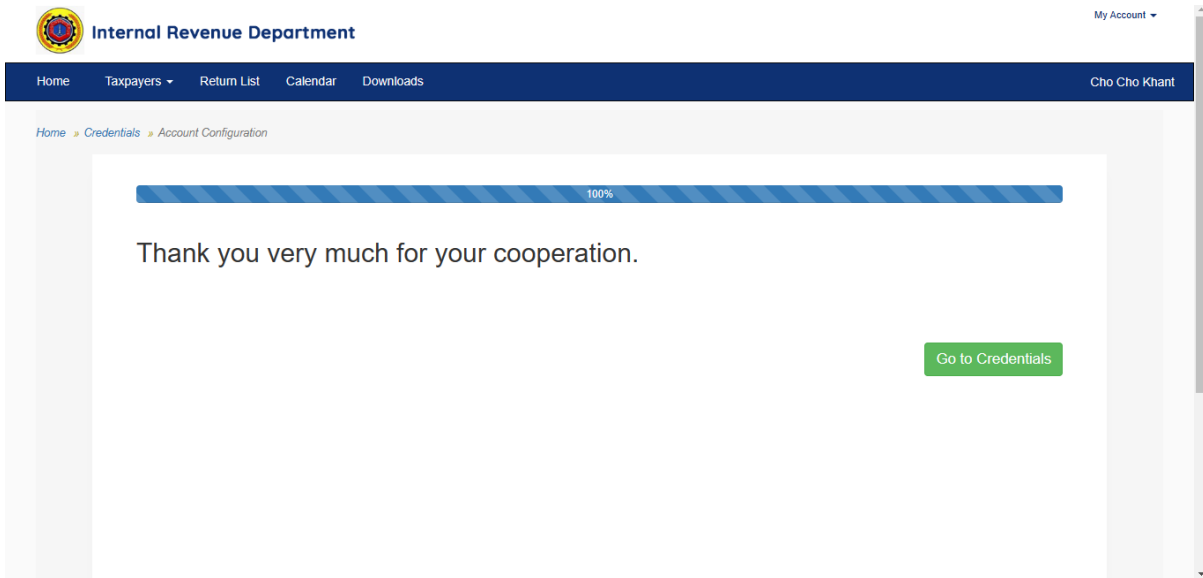 My Account
Internal Revenue Department
Home Taxpayers Return List Calendar Downloads Cho Cho Khant
Home » Credentials » Account Configuration
100%
Thank you very much for your cooperation.
Go to Credentials